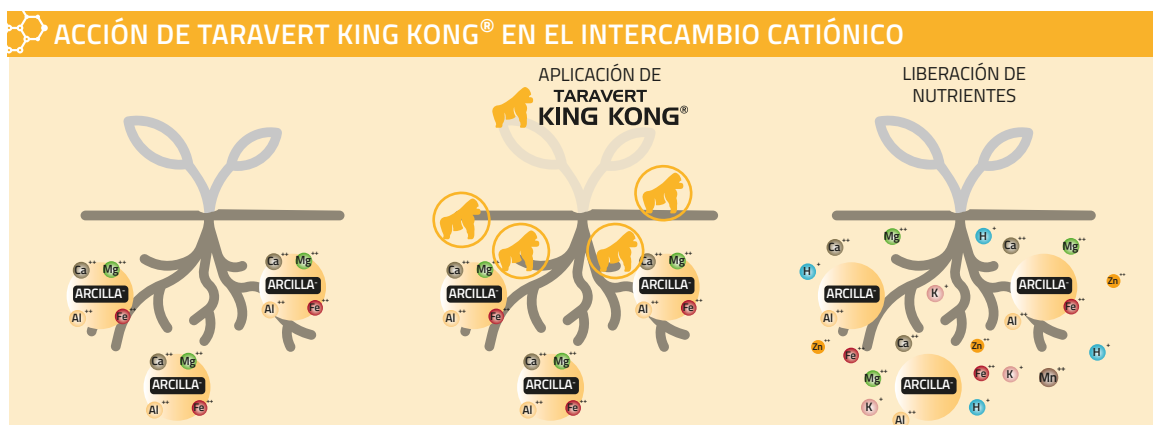 ACCIÓN DE TARAVERT KING KONG® EN EL INTERCAMBIO CATIÓNICO
APLICACIÓN DE
TARAVERT
KING KONG®
LIBERACIÓN DE
NUTRIENTES
Ca++ Mg++
ARCILLA-
Al++ Fe++
Ca++ Mg++
ARCILLA-
Al++ Fe++
Ca++ Mg++
ARCILLA-
Al++ Fe++
Ca++ Mg++
ARCILLA-
Al++ Fe++
Ca++ Mg++
ARCILLA-
Al++ Fe++
Ca++ Mg++
ARCILLA-
Al++ Fe++
Ca++ Mg++ H+ Ca++ Mg++
H+ Zn++
ARCILLA- K+ ARCILLA-
Al++ Al++ Fe++
Zn++ Fe++ Ca++ Zn++ H+
Mg++ ARCILLA- Fe++ K+ Mn++
K+ Al++ H+